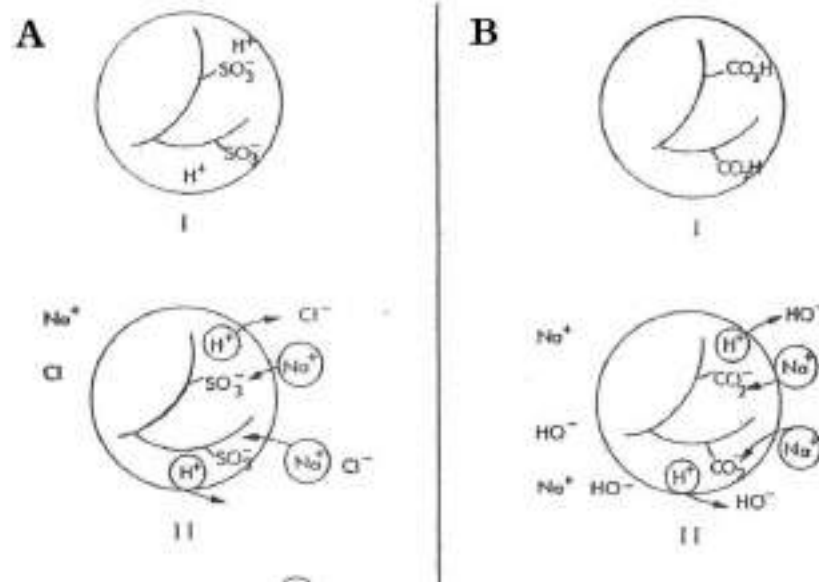 A
H⁺
SO₃⁻
SO₃⁻
H⁺
I
Na⁺
Cl
H⁺
Cl⁻
Na⁺
SO₃⁻
SO₃⁻
Na⁺
Cl⁻
H⁺
II
B
CO₂H
CO₂H
I
Na⁺
H⁺
HO⁻
Na⁺
CO₂⁻
HO⁻
Na⁺
CO₂
H⁺
Na⁺
HO⁻
HO⁻
II